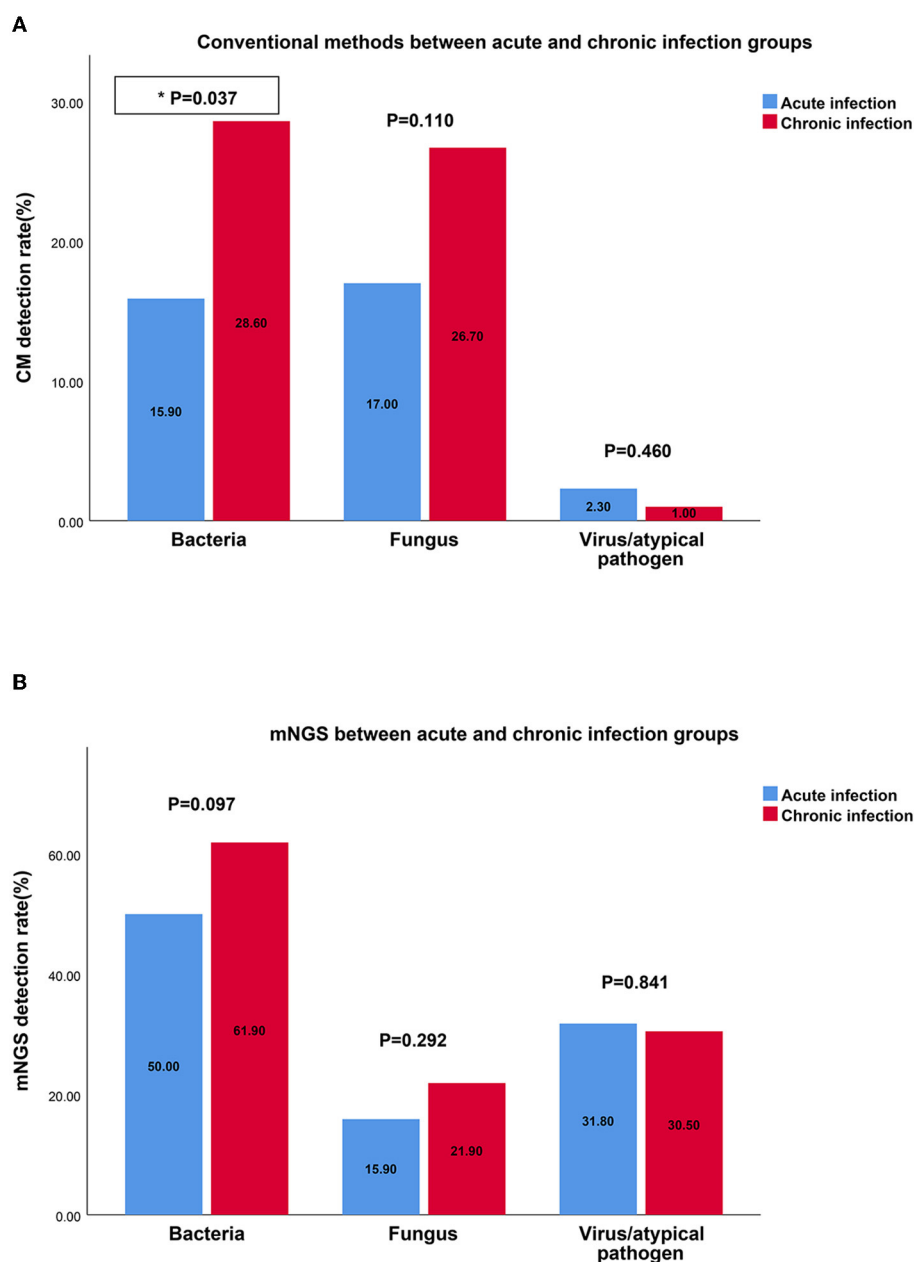 A
Conventional methods between acute and chronic infection groups
* P=0.037
P=0.110
P=0.460
Acute infection
Chronic infection
CM detection rate(%)
30.00
20.00
10.00
0.00
15.90
28.60
17.00
26.70
2.30
1.00
Bacteria
Fungus
Virus/atypical
pathogen
B
mNGS between acute and chronic infection groups
P=0.097
P=0.292
P=0.841
Acute infection
Chronic infection
mNGS detection rate(%)
60.00
40.00
20.00
0.00
50.00
61.90
15.90
21.90
31.80
30.50
Bacteria
Fungus
Virus/atypical
pathogen